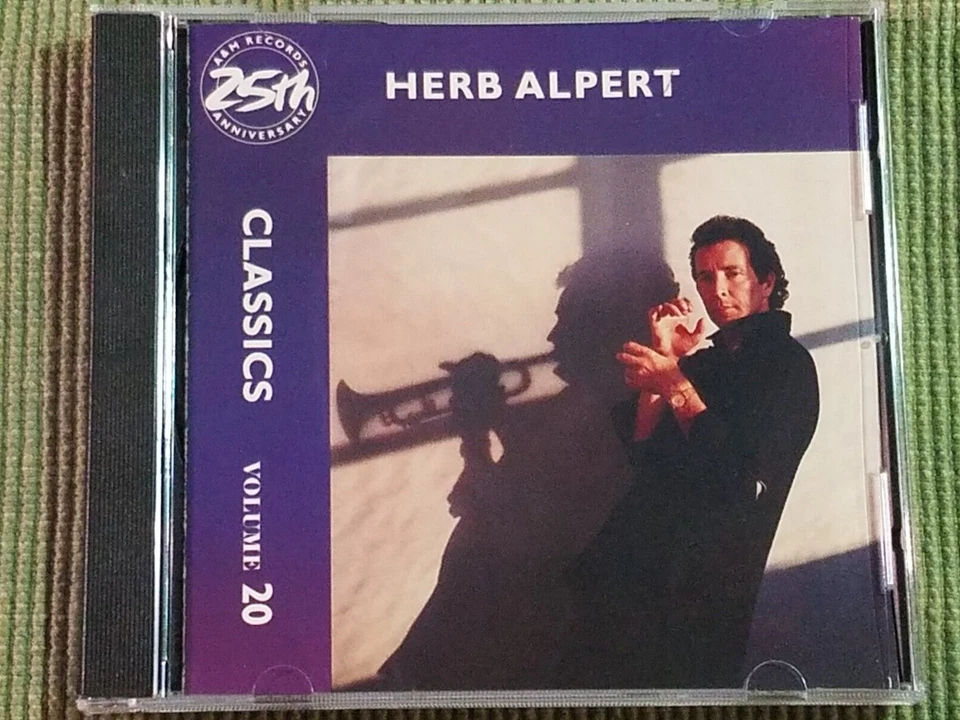 A&M RECORDS
25th
ANNIVERSARY
HERB ALPERT
CLASSICS VOLUME 20